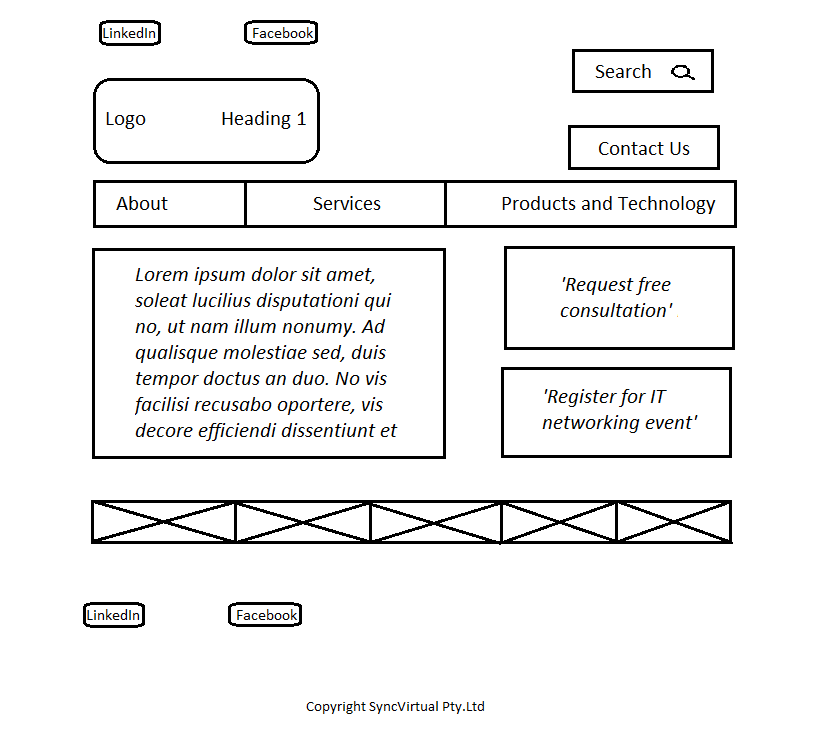 LinkedIn
Facebook
Search
Logo
Heading 1
Contact Us
About
Services
Products and Technology
Lorem ipsum dolor sit amet,
soleat lucilius disputationi qui
no, ut nam illum nonumy. Ad
qualisque molestiae sed, duis
tempor doctus an duo. No vis
facilisi recusabo oportere, vis
decore efficiendi dissentiunt et
'Request free
consultation'
'Register for IT
networking event'
LinkedIn
Facebook
Copyright SyncVirtual Pty.Ltd